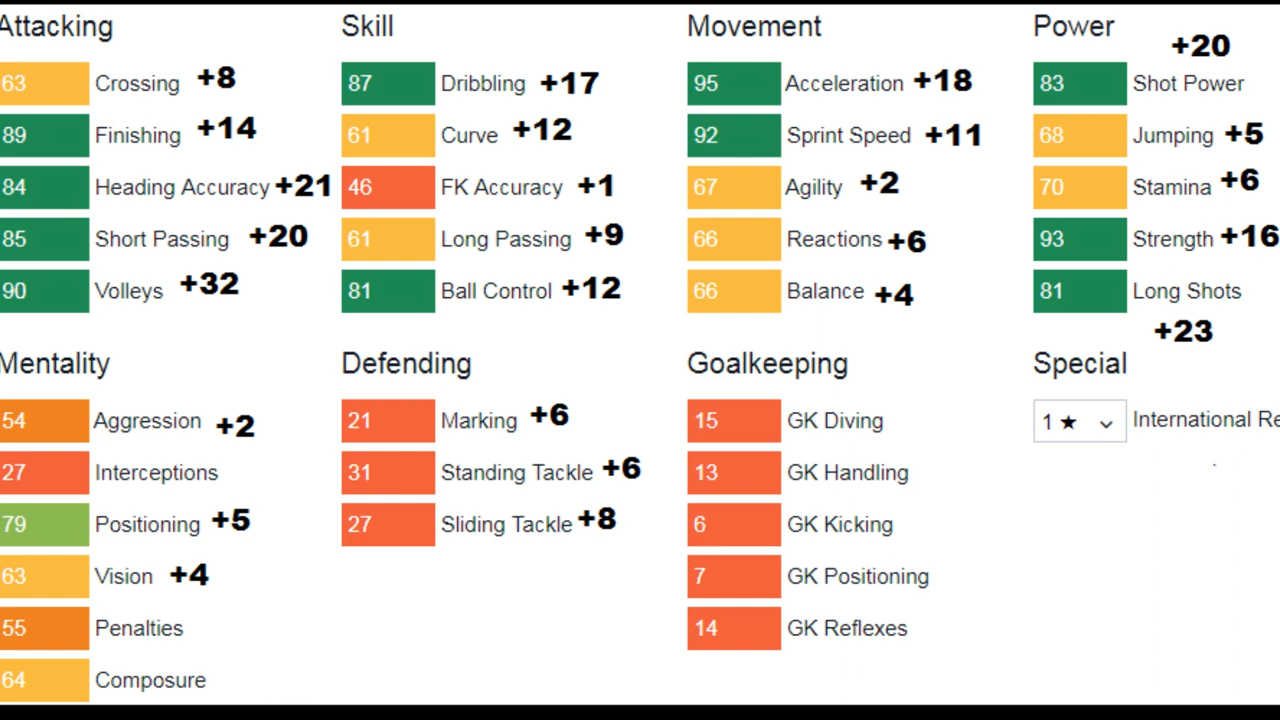 Attacking
63 Crossing +8
89 Finishing +14
84 Heading Accuracy +21
85 Short Passing +20
90 Volleys +32
Skill
87 Dribbling +17
61 Curve +12
46 FK Accuracy +1
61 Long Passing +9
81 Ball Control +12
Movement
95 Acceleration +18
92 Sprint Speed +11
67 Agility +2
66 Reactions +6
66 Balance +4
Power
+20
83 Shot Power
68 Jumping +5
70 Stamina +6
93 Strength +16
81 Long Shots
+23
Mentality
54 Aggression +2
27 Interceptions
79 Positioning +5
63 Vision +4
55 Penalties
64 Composure
Defending
21 Marking +6
31 Standing Tackle +6
27 Sliding Tackle +8
Goalkeeping
15 GK Diving
13 GK Handling
6 GK Kicking
7 GK Positioning
14 GK Reflexes
Special
1 ★ International Re